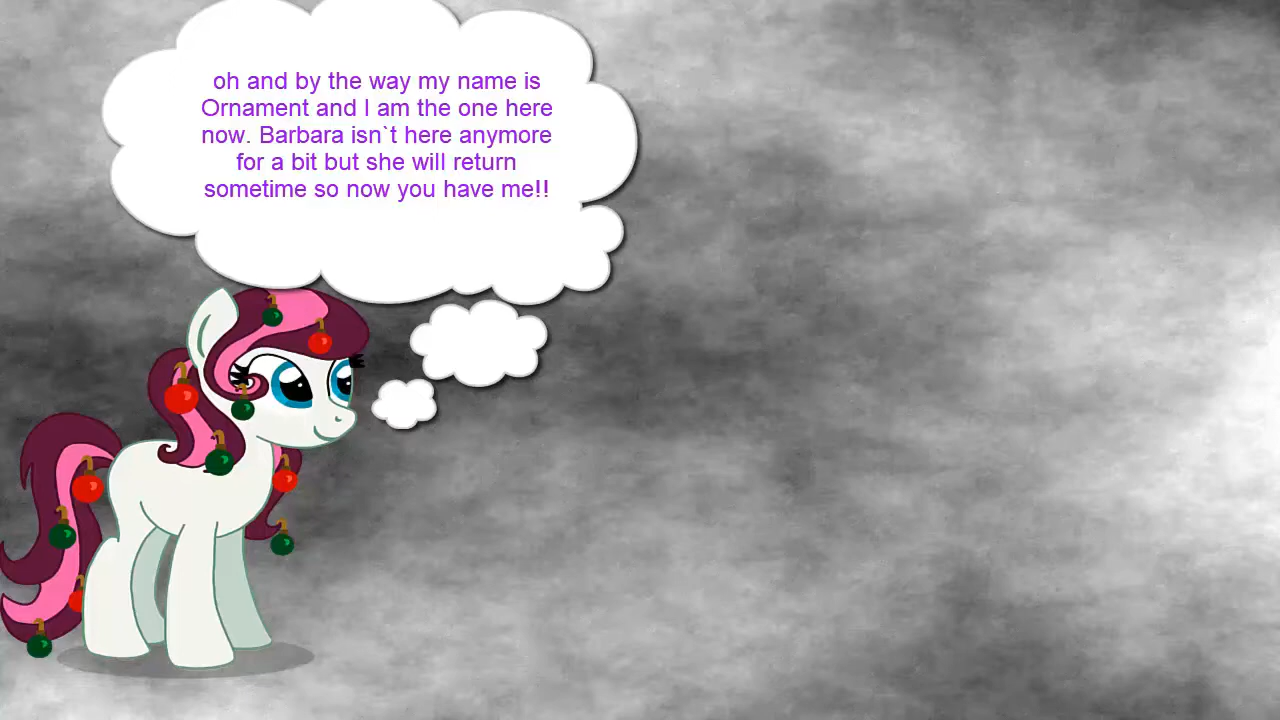 oh and by the way my name is
Ornament and I am the one here
now. Barbara isn`t here anymore
for a bit but she will return
sometime so now you have me!!